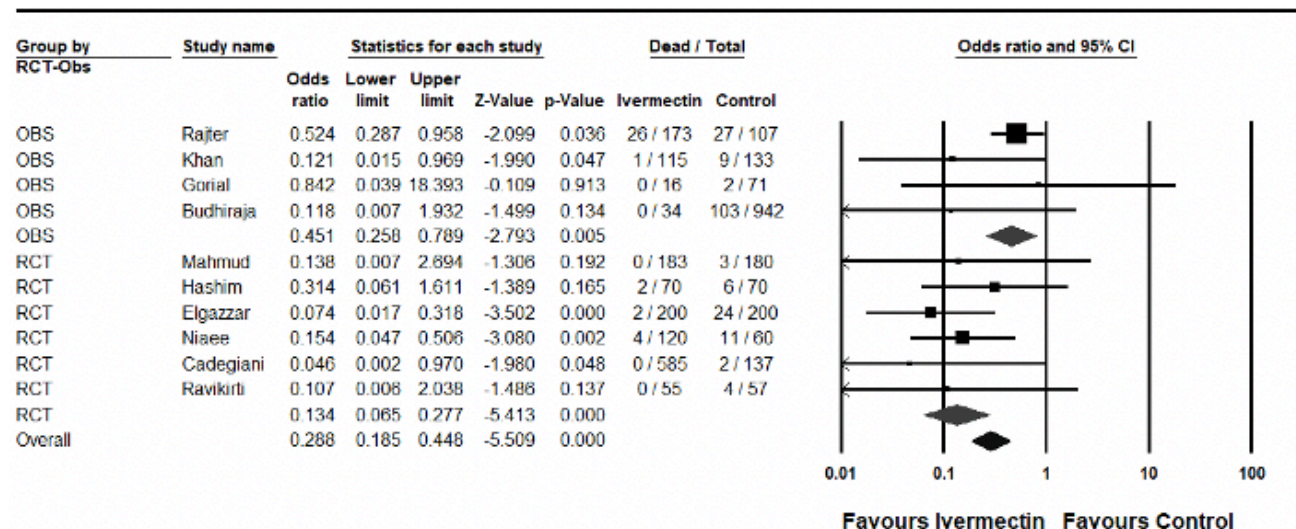 Group by Study name Statistics for each study Dead / Total Odds ratio and 95% CI
RCT-Obs
Odds Lower Upper
ratio limit limit Z-Value p-Value Ivermectin Control
OBS Rajter 0.524 0.287 0.958 -2.099 0.036 26 / 173 27 / 107
OBS Khan 0.121 0.015 0.969 -1.990 0.047 1 / 115 9 / 133
OBS Gorial 0.842 0.039 18.393 -0.109 0.913 0 / 16 2 / 71
OBS Budhiraja 0.118 0.007 1.932 -1.499 0.134 0 / 34 103 / 942
OBS 0.451 0.258 0.789 -2.793 0.005
RCT Mahmud 0.138 0.007 2.694 -1.306 0.192 0 / 183 3 / 180
RCT Hashim 0.314 0.061 1.611 -1.389 0.165 2 / 70 6 / 70
RCT Elgazzar 0.074 0.017 0.318 -3.502 0.000 2 / 200 24 / 200
RCT Niaee 0.154 0.047 0.506 -3.080 0.002 4 / 120 11 / 60
RCT Cadegiani 0.046 0.002 0.970 -1.980 0.048 0 / 585 2 / 137
RCT Ravikirti 0.107 0.006 2.038 -1.486 0.137 0 / 55 4 / 57
RCT 0.134 0.065 0.277 -5.413 0.000
Overall 0.288 0.185 0.448 -5.509 0.000
0.01 0.1 1 10 100
Favours Ivermectin Favours Control